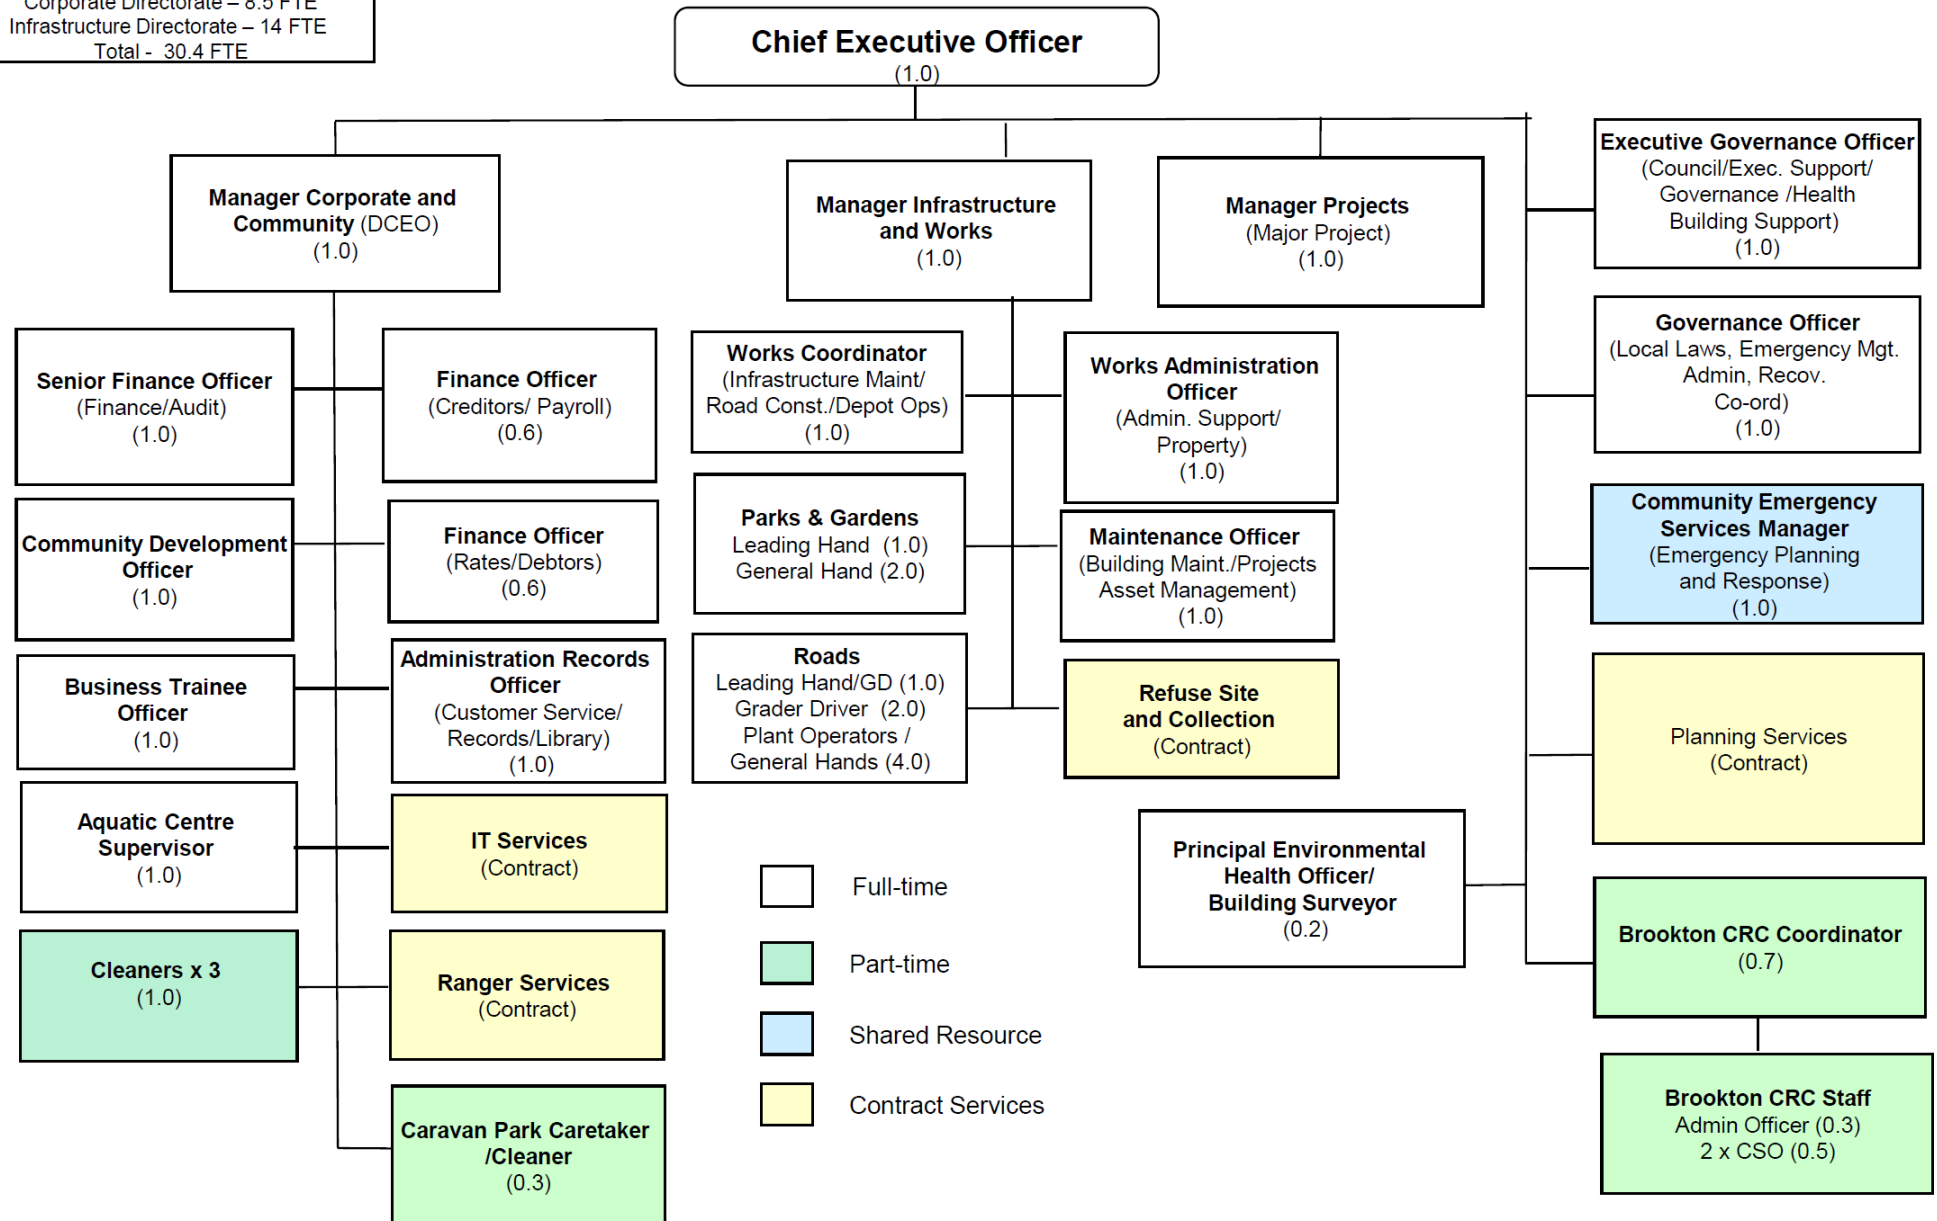 Corporate Directorate – 8.5 FTE
Infrastructure Directorate – 14 FTE
Total - 30.4 FTE
Chief Executive Officer
(1.0)
Manager Corporate and
Community (DCEO)
(1.0)
Manager Infrastructure
and Works
(1.0)
Manager Projects
(Major Project)
(1.0)
Executive Governance Officer
(Council/Exec. Support/
Governance /Health
Building Support)
(1.0)
Senior Finance Officer
(Finance/Audit)
(1.0)
Finance Officer
(Creditors/ Payroll)
(0.6)
Works Coordinator
(Infrastructure Maint/
Road Const./Depot Ops)
(1.0)
Works Administration
Officer
(Admin. Support/
Property)
(1.0)
Governance Officer
(Local Laws, Emergency Mgt.
Admin, Recov.
Co-ord)
(1.0)
Community Development
Officer
(1.0)
Finance Officer
(Rates/Debtors)
(0.6)
Parks & Gardens
Leading Hand (1.0)
General Hand (2.0)
Maintenance Officer
(Building Maint./Projects
Asset Management)
(1.0)
Community Emergency
Services Manager
(Emergency Planning
and Response)
(1.0)
Business Trainee
Officer
(1.0)
Administration Records
Officer
(Customer Service/
Records/Library)
(1.0)
Roads
Leading Hand/GD (1.0)
Grader Driver (2.0)
Plant Operators /
General Hands (4.0)
Refuse Site
and Collection
(Contract)
Planning Services
(Contract)
Aquatic Centre
Supervisor
(1.0)
IT Services
(Contract)
Principal Environmental
Health Officer/
Building Surveyor
(0.2)
Brookton CRC Coordinator
(0.7)
Cleaners x 3
(1.0)
Ranger Services
(Contract)
Full-time
Part-time
Shared Resource
Contract Services
Caravan Park Caretaker
/Cleaner
(0.3)
Brookton CRC Staff
Admin Officer (0.3)
2 x CSO (0.5)